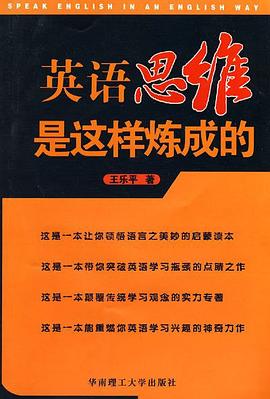 SPEAK ENGLISH IN AN ENGLISH WAY
英语思维
是这样炼成的
王乐平 著
这是一本让你领悟语言之美妙的启蒙读本
这是一本带你突破英语学习瓶颈的点睛之作
这是一本颠覆传统学习观念的实力专著
这是一本能重燃你英语学习兴趣的神奇力作
华南理工大学出版社